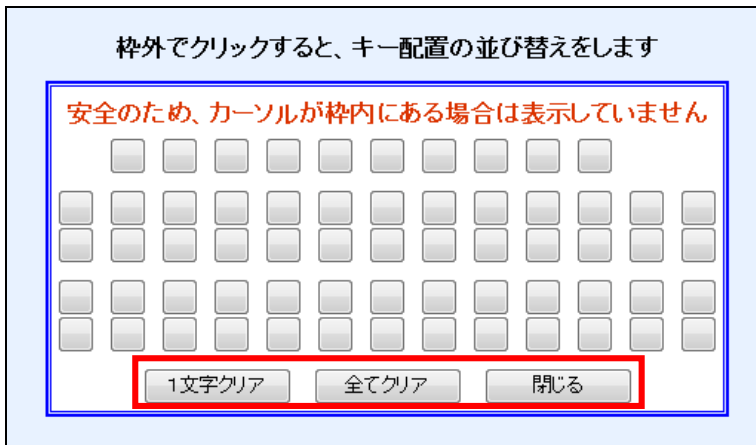 枠外でクリックすると、キー配置の並び替えをします
安全のため、カーソルが枠内にある場合は表示していません
1文字クリア 全てクリア 閉じる